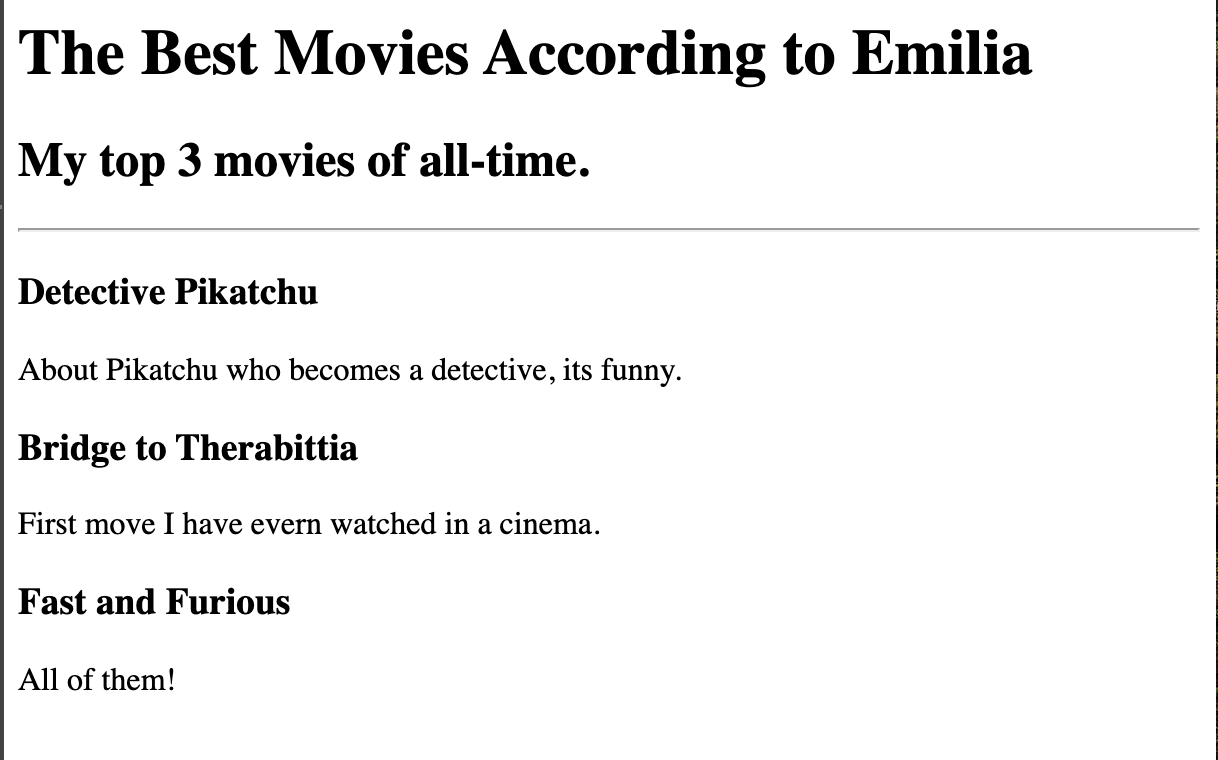 The Best Movies According to Emilia
My top 3 movies of all-time.
Detective Pikatchu
About Pikatchu who becomes a detective, its funny.
Bridge to Therabittia
First move I have evern watched in a cinema.
Fast and Furious
All of them!